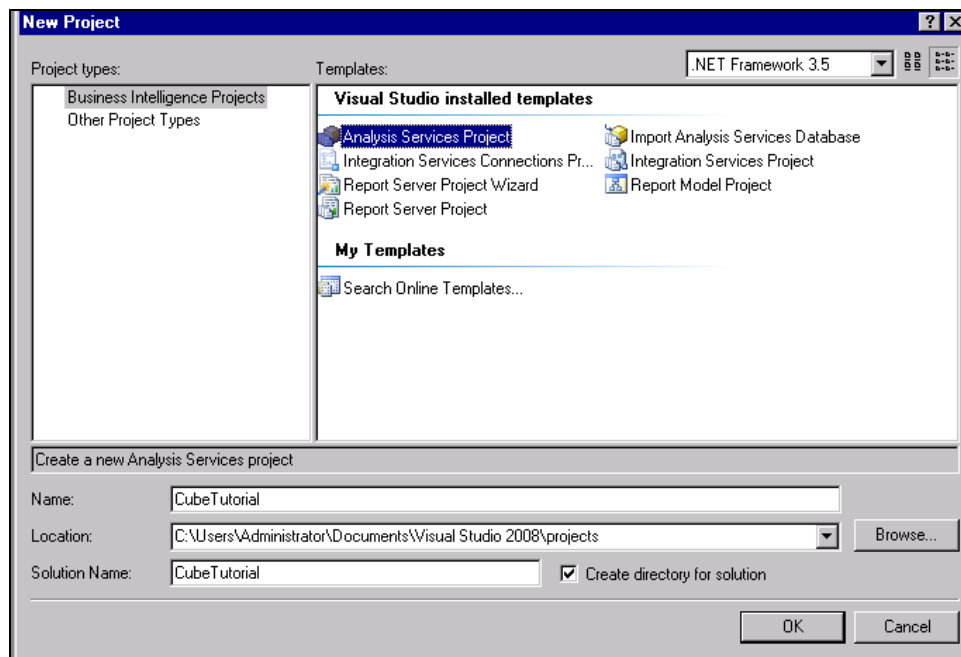 New Project
Project types:
Templates:
.NET Framework 3.5
Business Intelligence Projects
Other Project Types
Visual Studio installed templates
Analysis Services Project
Import Analysis Services Database
Integration Services Connections Pr...
Integration Services Project
Report Server Project Wizard
Report Model Project
Report Server Project
My Templates
Search Online Templates...
Create a new Analysis Services project
Name:
CubeTutorial
Location:
C:\Users\Administrator\Documents\Visual Studio 2008\projects
Browse...
Solution Name:
CubeTutorial
Create directory for solution
OK
Cancel